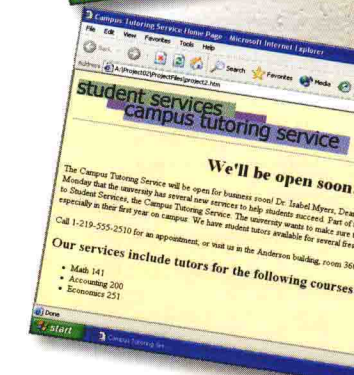 Campus Tutoring Service Home Page - Microsoft Internet Explorer
File Edit View Favorites Tools Help
Back Search Favorites Media
Address A:\Project02\ProjectFiles\project2.htm
student services
campus tutoring service
We'll be open soon
The Campus Tutoring Service will be open for business soon! Dr. Isabel Myers, Dean
Monday that the university has several new services to help students succeed. Part of
to Student Services, the Campus Tutoring Service. The university wants to make sure
especially in their first year on campus. We have student tutors available for several
Call 1-219-555-2510 for an appointment, or visit us in the Anderson building, room
Our services include tutors for the following courses
• Math 141
• Accounting 200
• Economics 251
Done
start Campus Tutoring Ser...